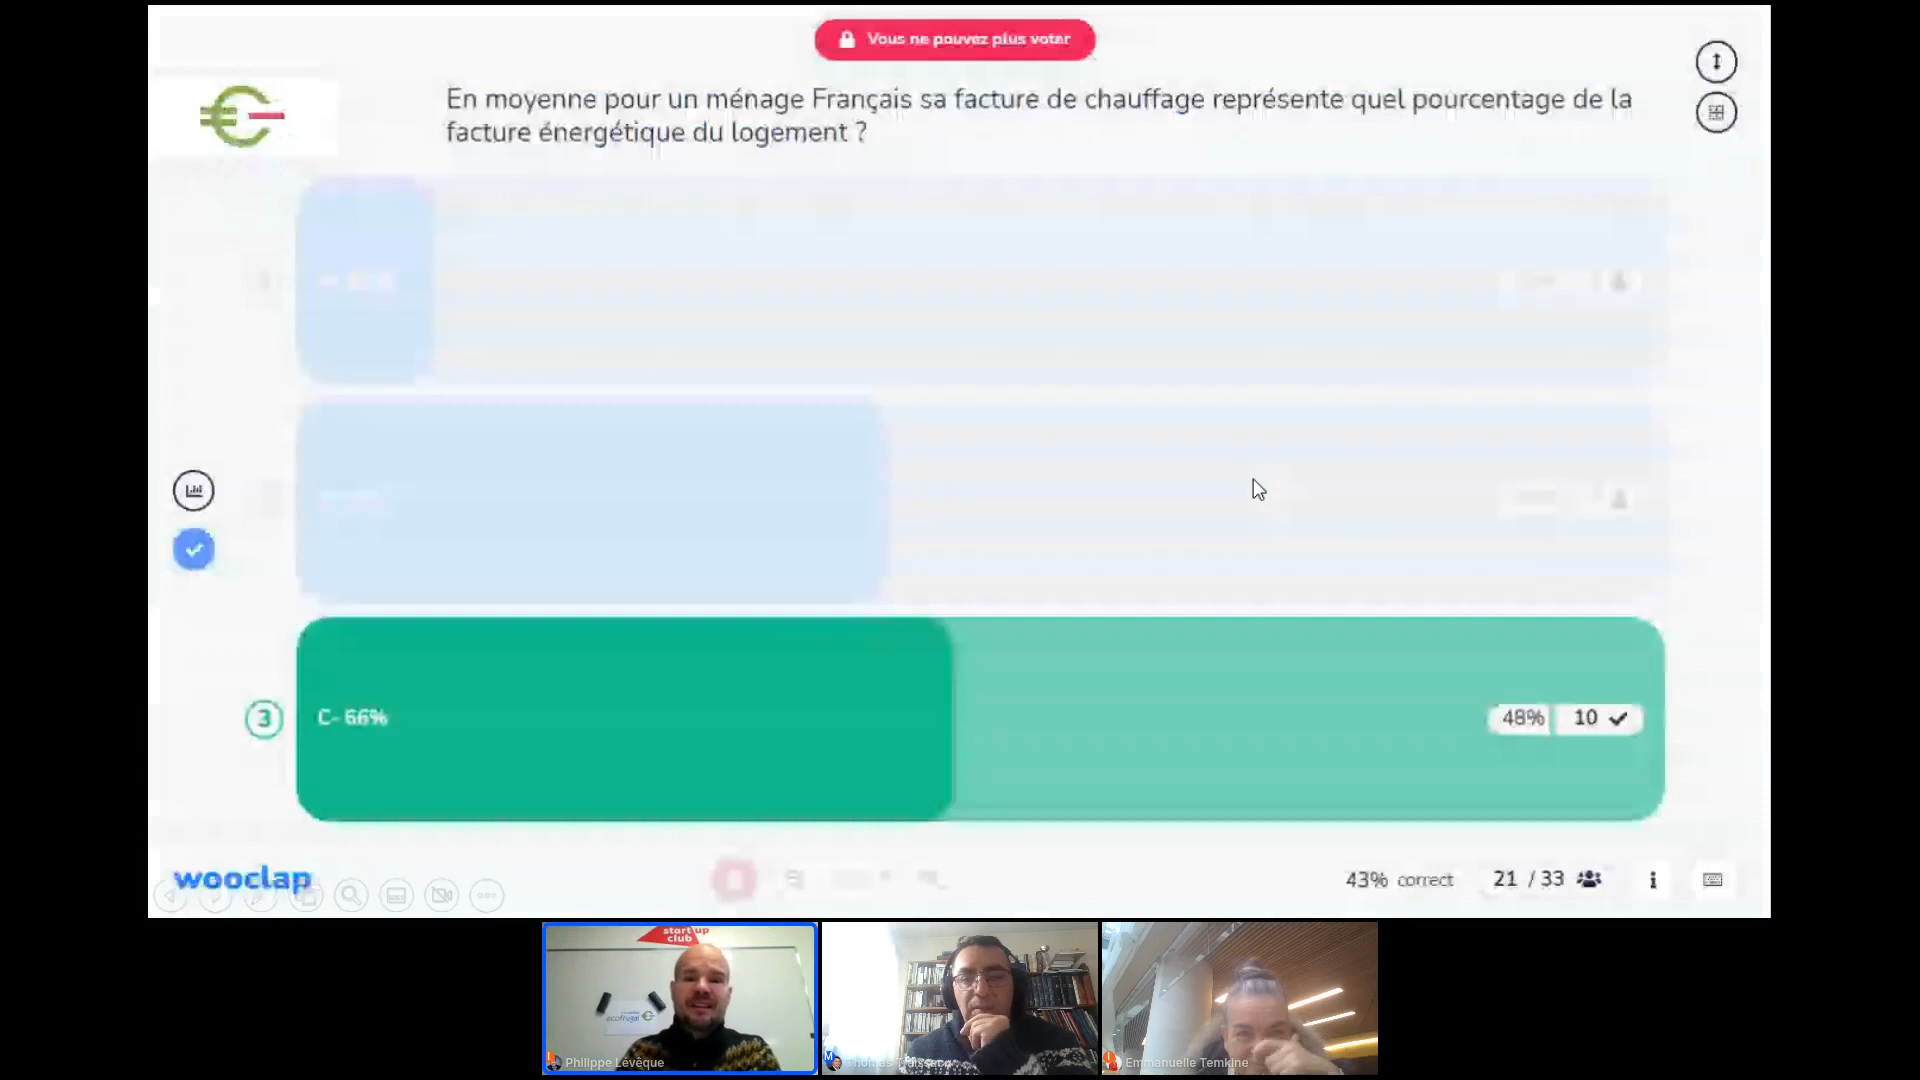 Vous ne pouvez plus voter
En moyenne pour un ménage Français sa facture de chauffage représente quel pourcentage de la
facture énergétique du logement ?
3
C- 66%
48%
10
wooclap
43% correct
21 / 33
start up
club
ecofrugal
Philippe Lévêque
Emmanuelle Temkine